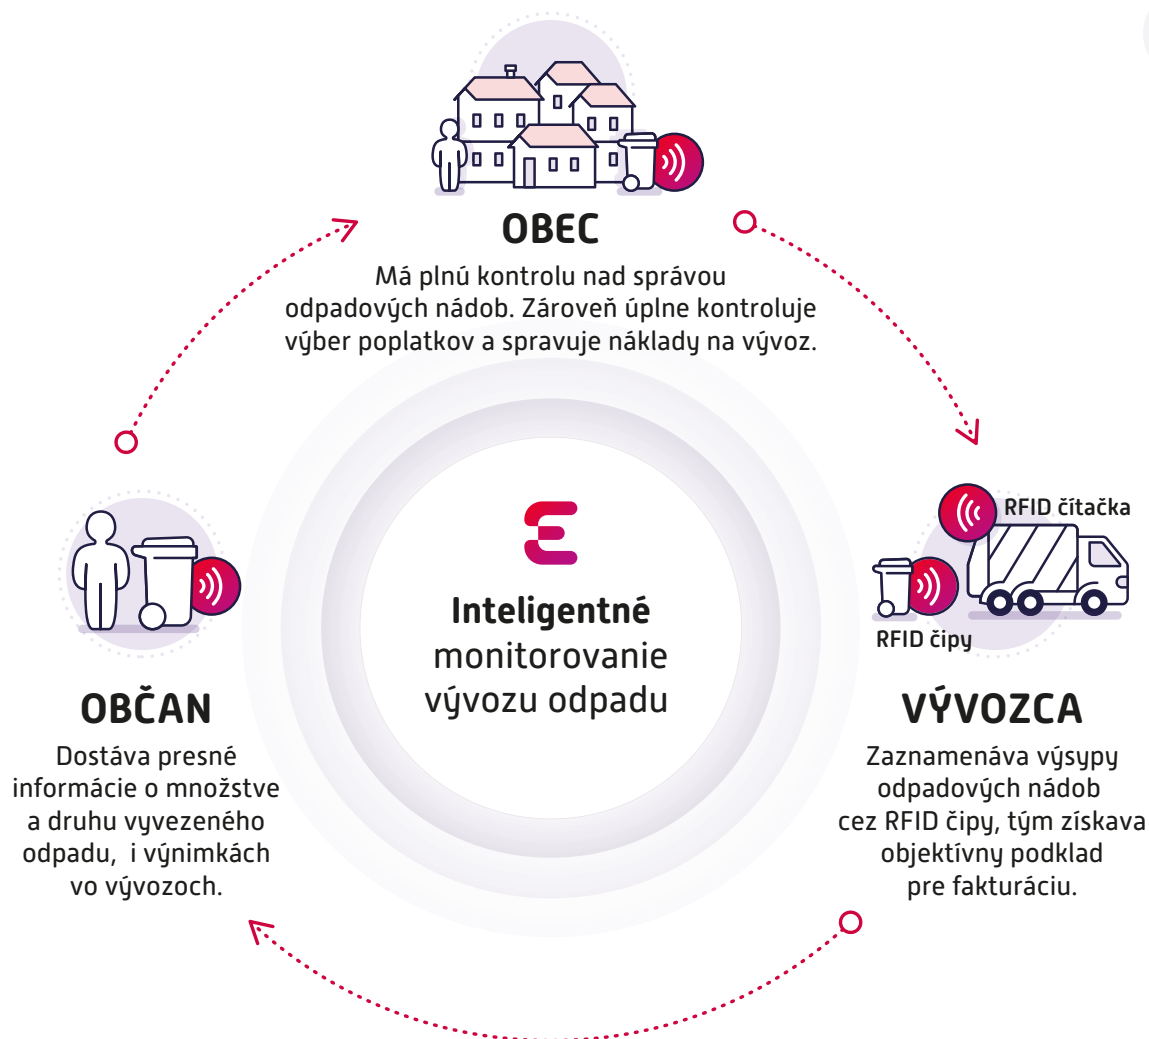 OBEC
Má plnú kontrolu nad správou
odpadových nádob. Zároveň úplne kontroluje
výber poplatkov a spravuje náklady na vývoz.
RFID čítačka
RFID čipy
Inteligentné
monitorovanie
vývozu odpadu
OBČAN
Dostáva presné
informácie o množstve
a druhu vyvezeného
odpadu, i výnimkách
vo vývozoch.
VÝVOZCA
Zaznamenáva výsypy
odpadových nádob
cez RFID čipy, tým získava
objektívny podklad
pre fakturáciu.